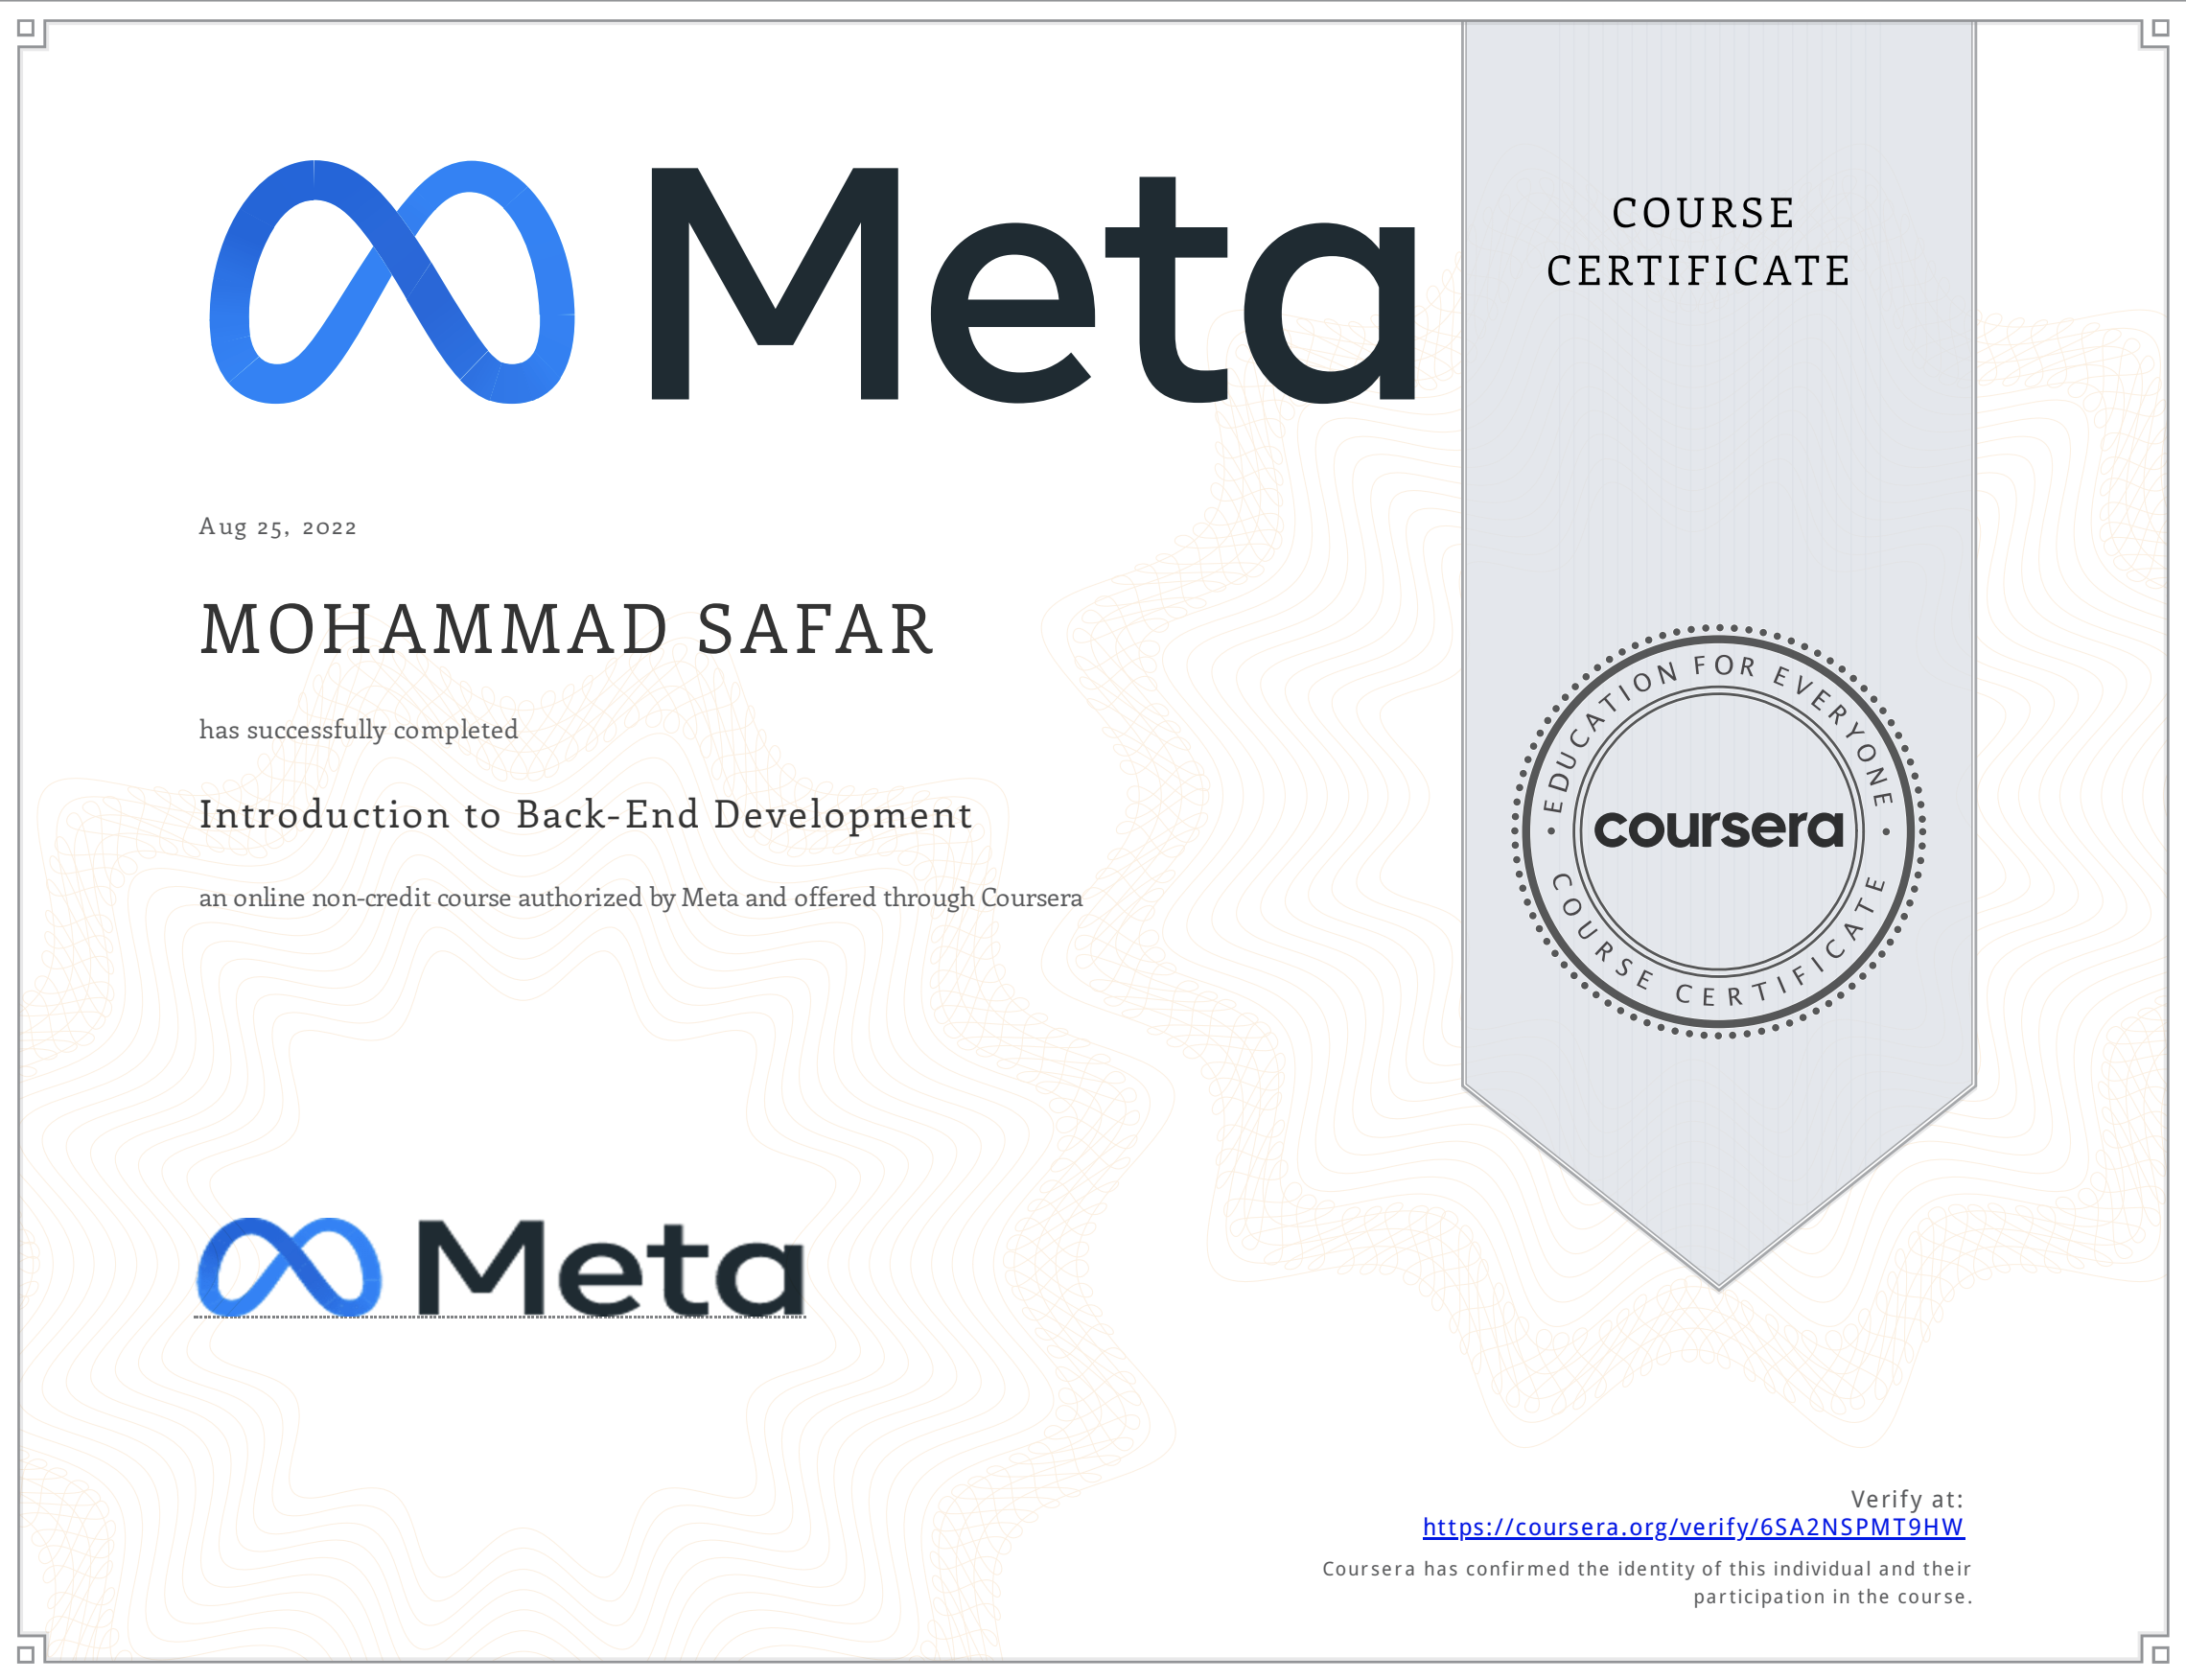 Meta
COURSE
CERTIFICATE
Aug 25, 2022
MOHAMMAD SAFAR
has successfully completed
Introduction to Back-End Development
an online non-credit course authorized by Meta and offered through Coursera
EDUCATION FOR EVERYONE
coursera
COURSE CERTIFICATE
Meta
Verify at:
https://coursera.org/verify/6SA2NSPMT9HW
Coursera has confirmed the identity of this individual and their
participation in the course.